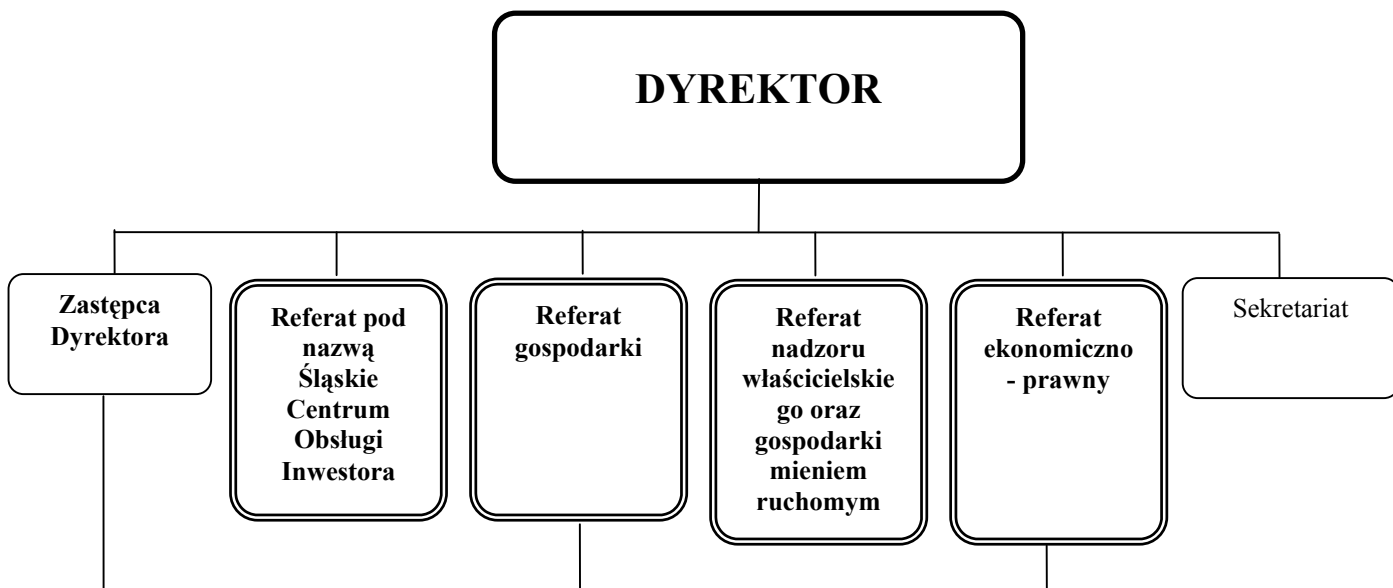 DYREKTOR
Zastępca
Dyrektora
Referat pod
nazwą
Śląskie
Centrum
Obsługi
Inwestora
Referat
gospodarki
Referat
nadzoru
właścicielskie
go oraz
gospodarki
mieniem
ruchomym
Referat
ekonomiczno
- prawny
Sekretariat